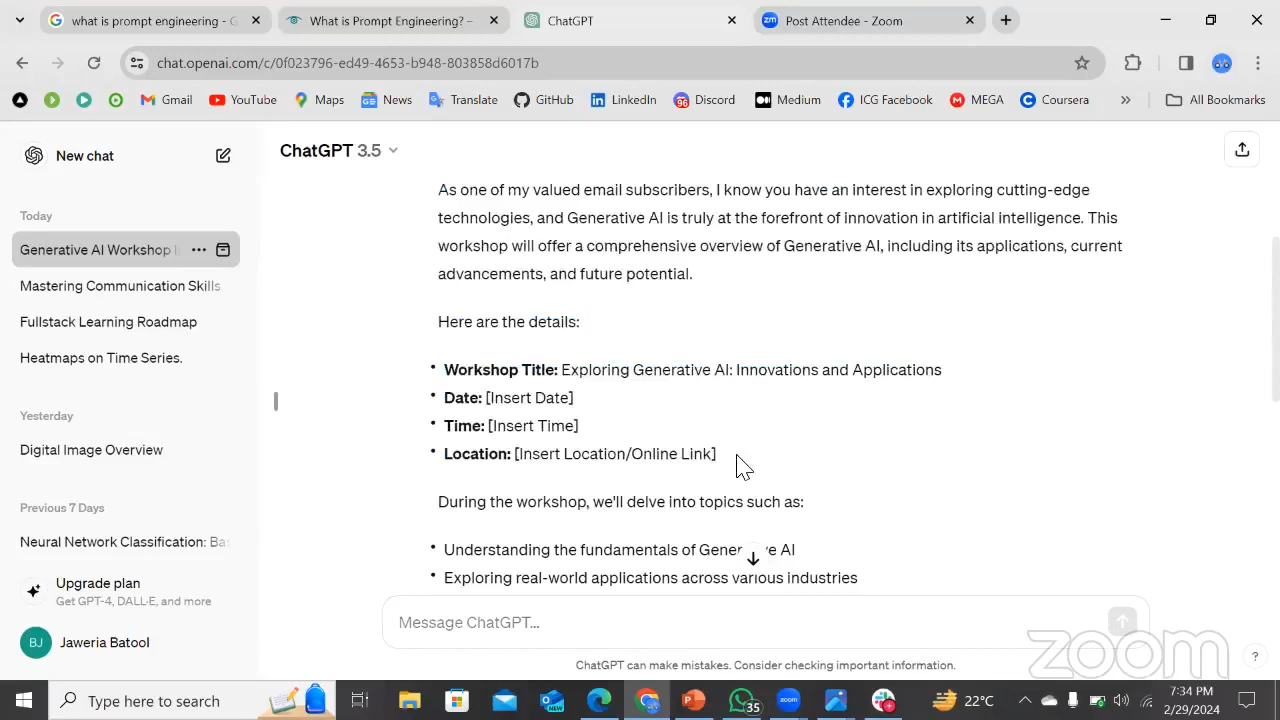 what is prompt engineering - G
What is Prompt Engineering? –
ChatGPT
zm
Post Attendee - Zoom
chat.openai.com/c/0f023796-ed49-4653-b948-803858d6017b
Gmail
YouTube
Maps
News
Translate
GitHub
LinkedIn
96
Discord
Medium
ICG Facebook
MEGA
Coursera
All Bookmarks
New chat
ChatGPT 3.5
Today
Generative AI Workshop
Mastering Communication Skills
Fullstack Learning Roadmap
Heatmaps on Time Series.
Yesterday
Digital Image Overview
Previous 7 Days
Neural Network Classification: Ba
Upgrade plan
Get GPT-4, DALL·E, and more
BJ
Jaweria Batool
As one of my valued email subscribers, I know you have an interest in exploring cutting-edge
technologies, and Generative AI is truly at the forefront of innovation in artificial intelligence. This
workshop will offer a comprehensive overview of Generative AI, including its applications, current
advancements, and future potential.
Here are the details:
• Workshop Title: Exploring Generative AI: Innovations and Applications
• Date: [Insert Date]
• Time: [Insert Time]
• Location: [Insert Location/Online Link]
During the workshop, we'll delve into topics such as:
• Understanding the fundamentals of Generative AI
• Exploring real-world applications across various industries
Message ChatGPT...
ChatGPT can make mistakes. Consider checking important information.
?
zoom
Type here to search
NEW
35
zoom
22°C
7:34 PM
2/29/2024